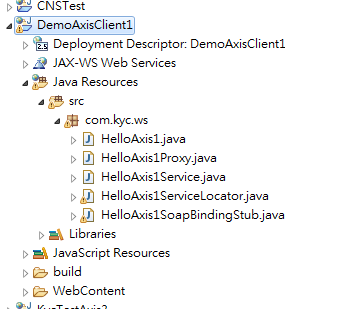 CNSTest
DemoAxisClient1
Deployment Descriptor: DemoAxisClient1
JAX-WS Web Services
Java Resources
src
com.kyc.ws
HelloAxis1.java
HelloAxis1Proxy.java
HelloAxis1Service.java
HelloAxis1ServiceLocator.java
HelloAxis1SoapBindingStub.java
Libraries
JavaScript Resources
build
WebContent